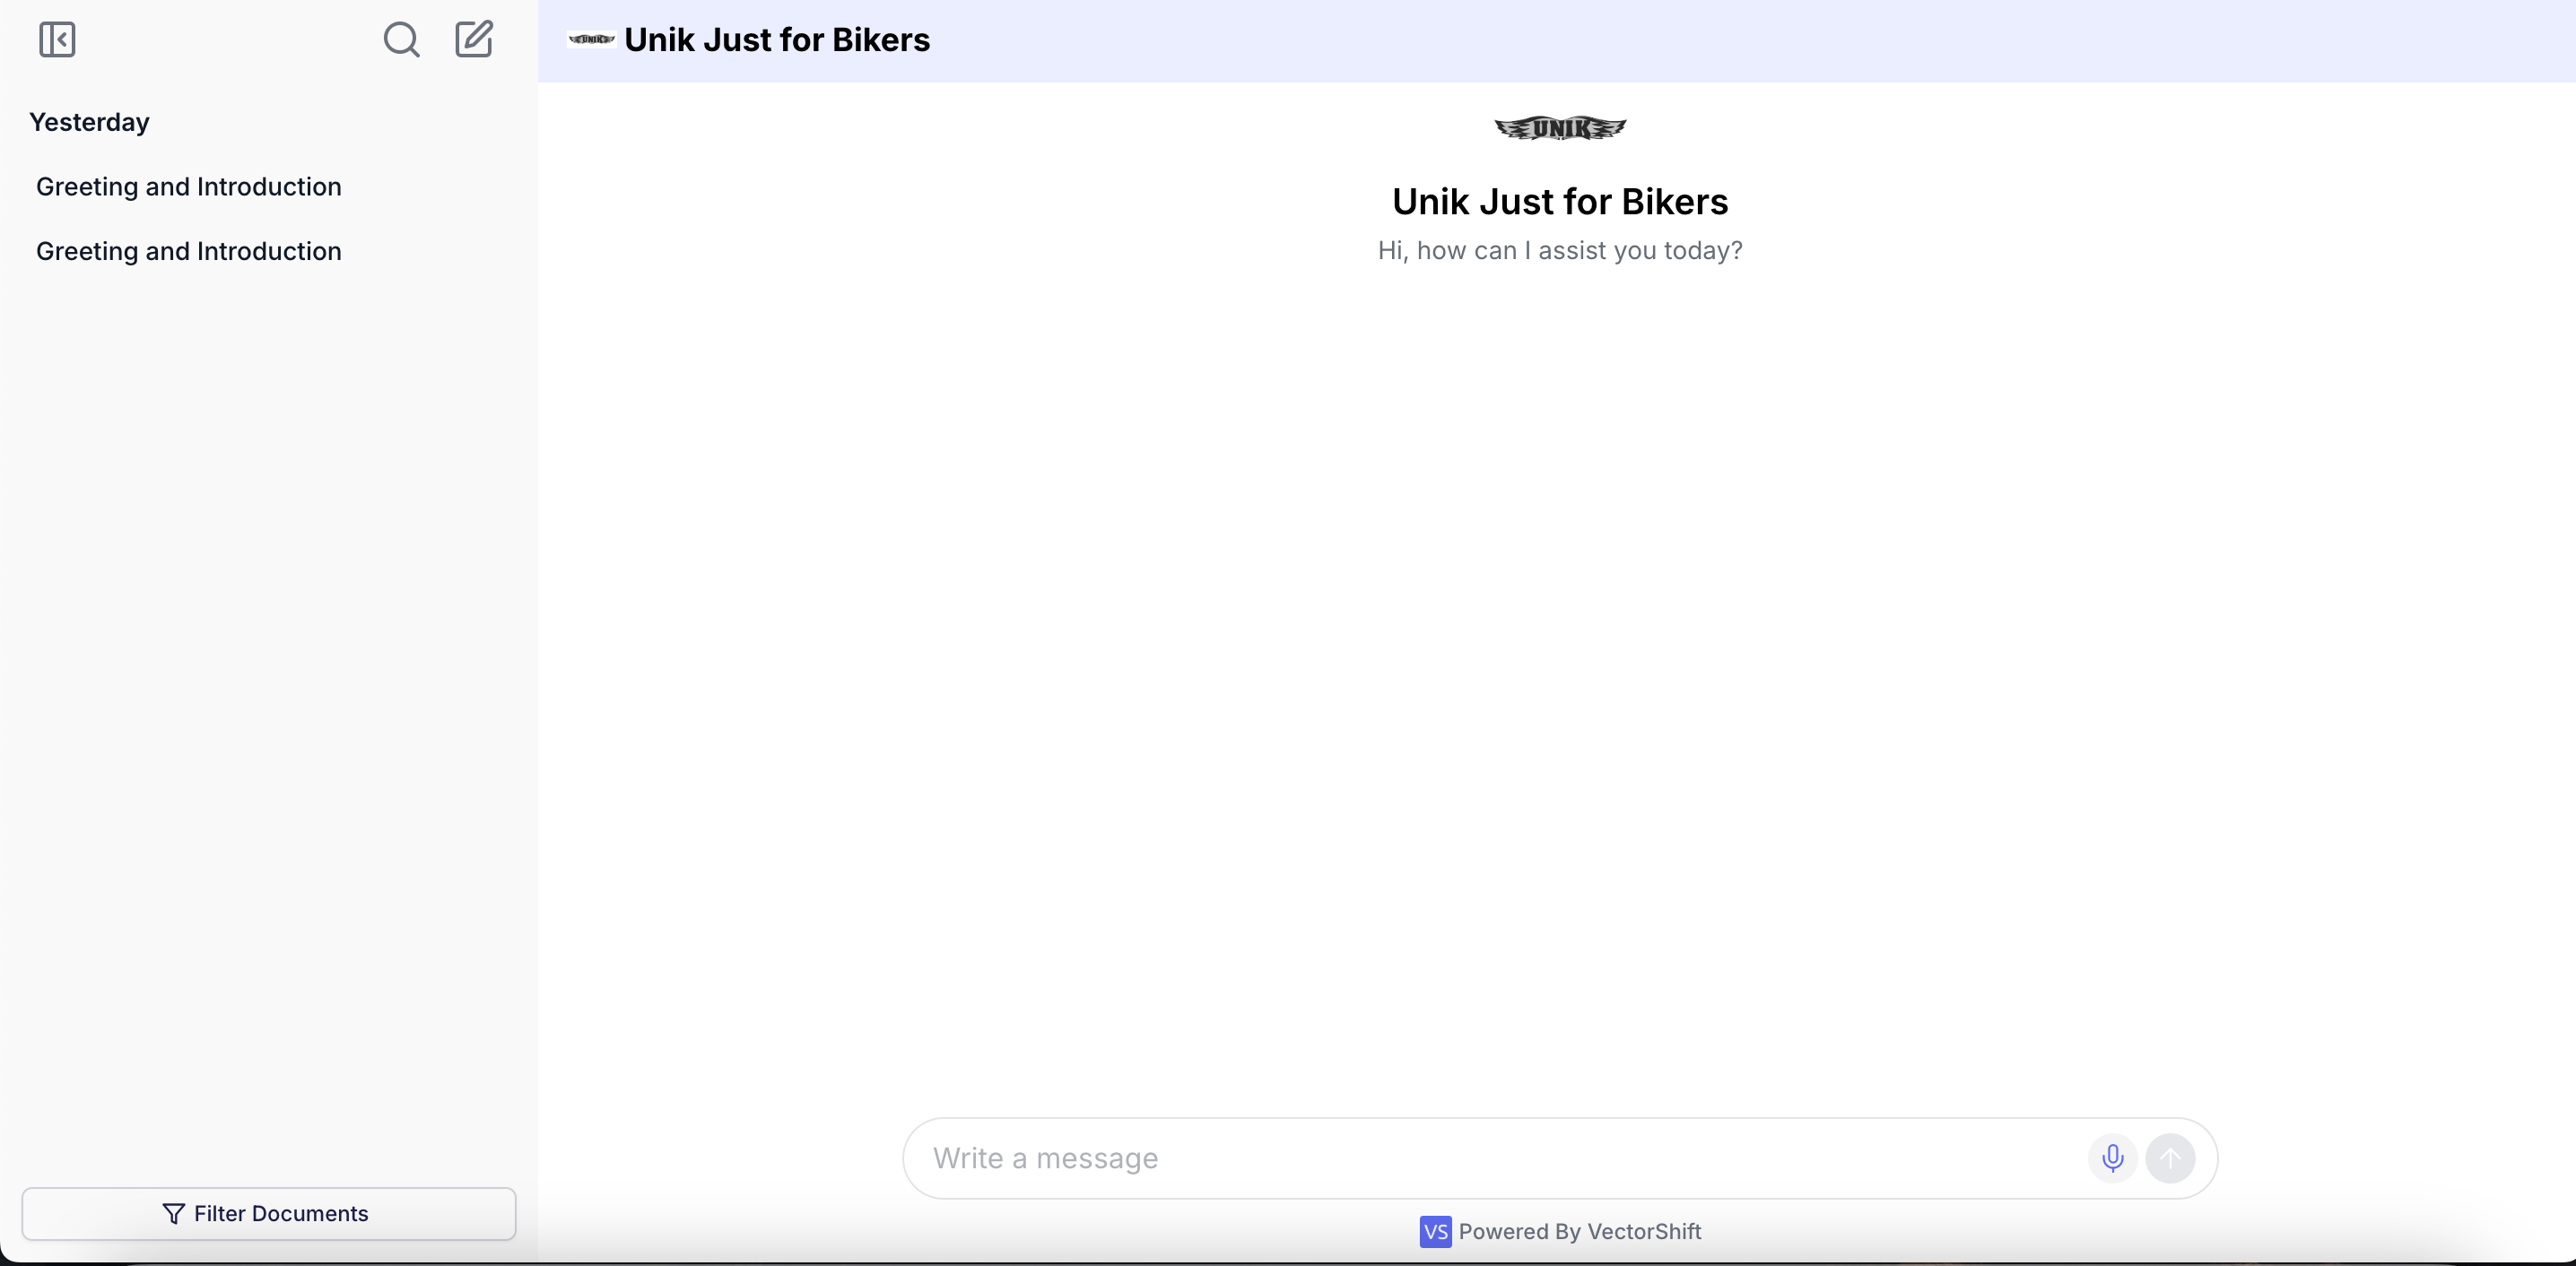 Yesterday
Greeting and Introduction
Greeting and Introduction
Filter Documents
UNIK Unik Just for Bikers
UNIK
Unik Just for Bikers
Hi, how can I assist you today?
Write a message
VS Powered By VectorShift